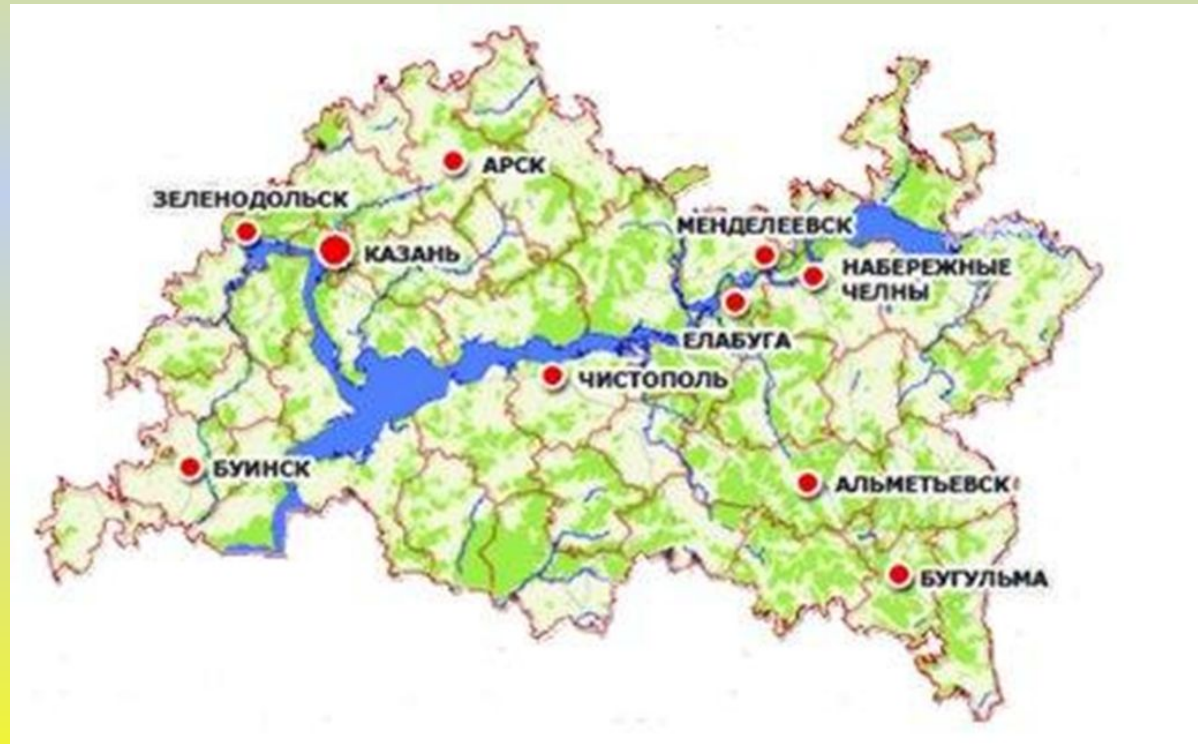 АРСК
ЗЕЛЕНОДОЛЬСК
КАЗАНЬ
МЕНДЕЛЕЕВСК
НАБЕРЕЖНЫЕ
ЧЕЛНЫ
ЕЛАБУГА
ЧИСТОПОЛЬ
БУИНСК
АЛЬМЕТЬЕВСК
БУГУЛЬМА